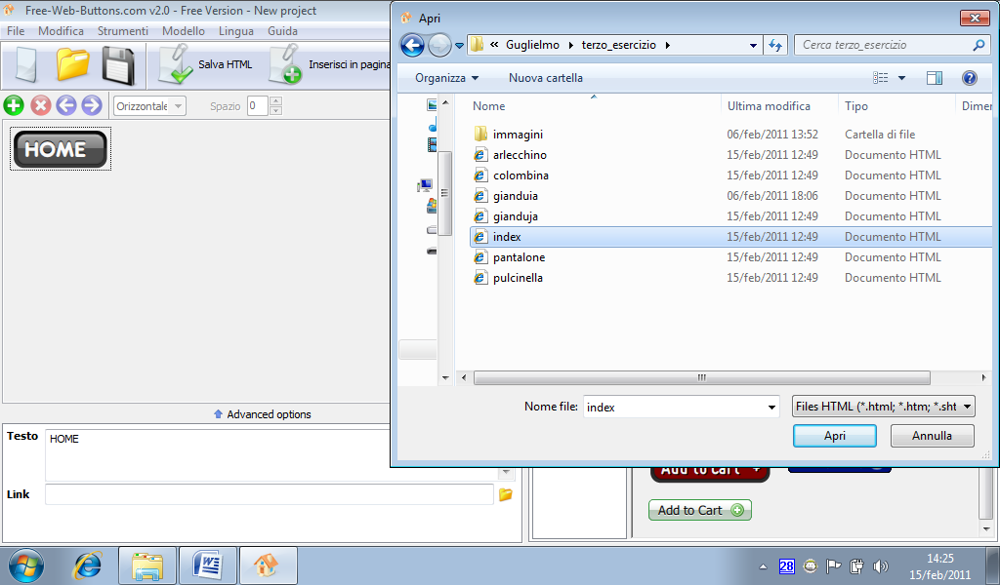 Free-Web-Buttons.com v2.0 - Free Version - New project
File Modifica Strumenti Modello Lingua Guida
Salva HTML Inserisci in pagina
Orizzontale Spazio 0
HOME
Advanced options
Testo HOME
Link
Apri
« Guglielmo terzo_esercizio
Cerca terzo_esercizio
Organizza Nuova cartella
Nome Ultima modifica Tipo Dimer
immagini 06/feb/2011 13:52 Cartella di file
arlecchino 15/feb/2011 12:49 Documento HTML
colombina 15/feb/2011 12:49 Documento HTML
gianduia 06/feb/2011 18:06 Documento HTML
gianduja 15/feb/2011 12:49 Documento HTML
index 15/feb/2011 12:49 Documento HTML
pantalone 15/feb/2011 12:49 Documento HTML
pulcinella 15/feb/2011 12:49 Documento HTML
Nome file: index Files HTML (*.html; *.htm; *.sht
Apri Annulla
Add to Cart
Add to Cart
28
14:25
15/feb/2011